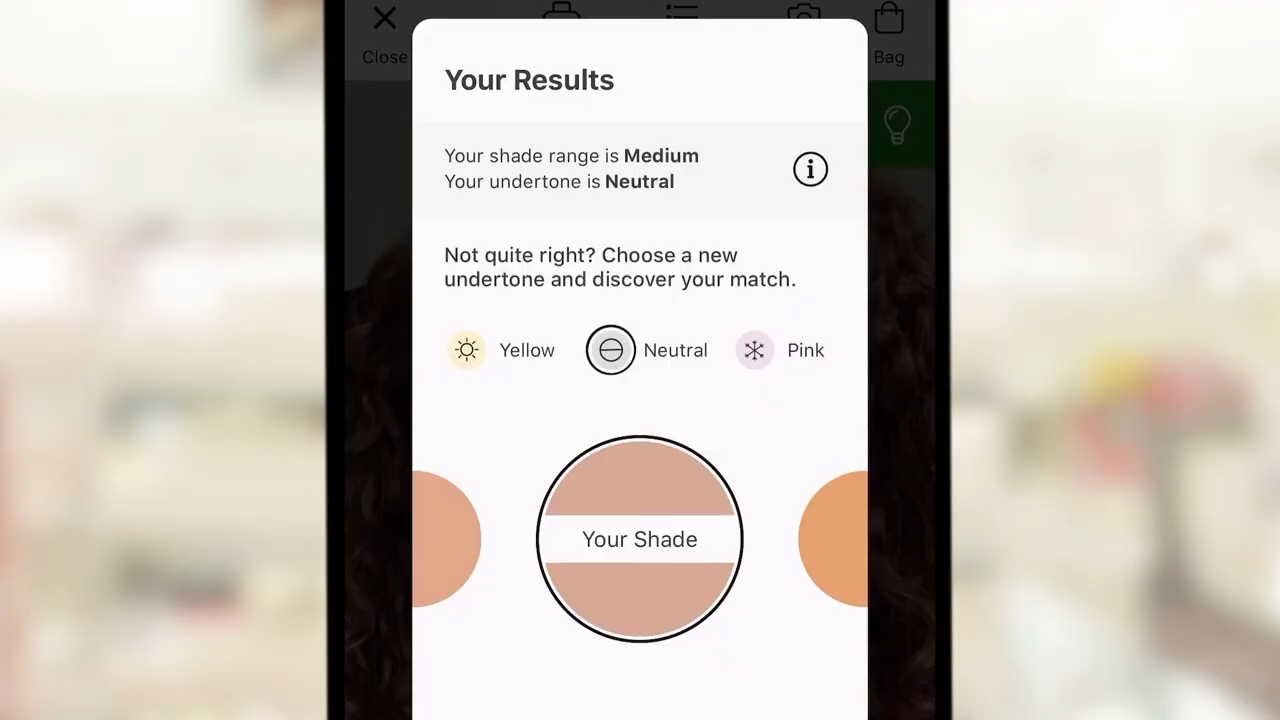 Close
Bag
Your Results
Your shade range is Medium
Your undertone is Neutral
Not quite right? Choose a new
undertone and discover your match.
Yellow
Neutral
Pink
Your Shade